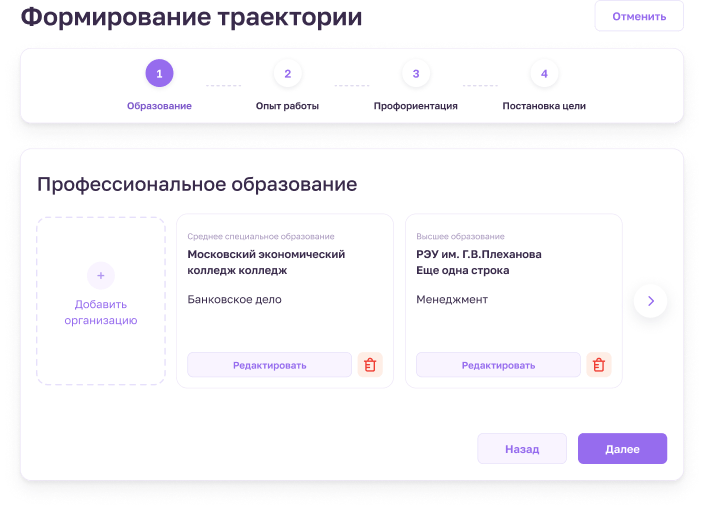 Формирование траектории
Отменить
1
2
3
4
Образование
Опыт работы
Профориентация
Постановка цели
Профессиональное образование
+
Добавить
организацию
Среднее специальное образование
Московский экономический
колледж колледж
Банковское дело
Редактировать
Высшее образование
РЭУ им. Г.В.Плеханова
Еще одна строка
Менеджмент
Редактировать
Назад
Далее